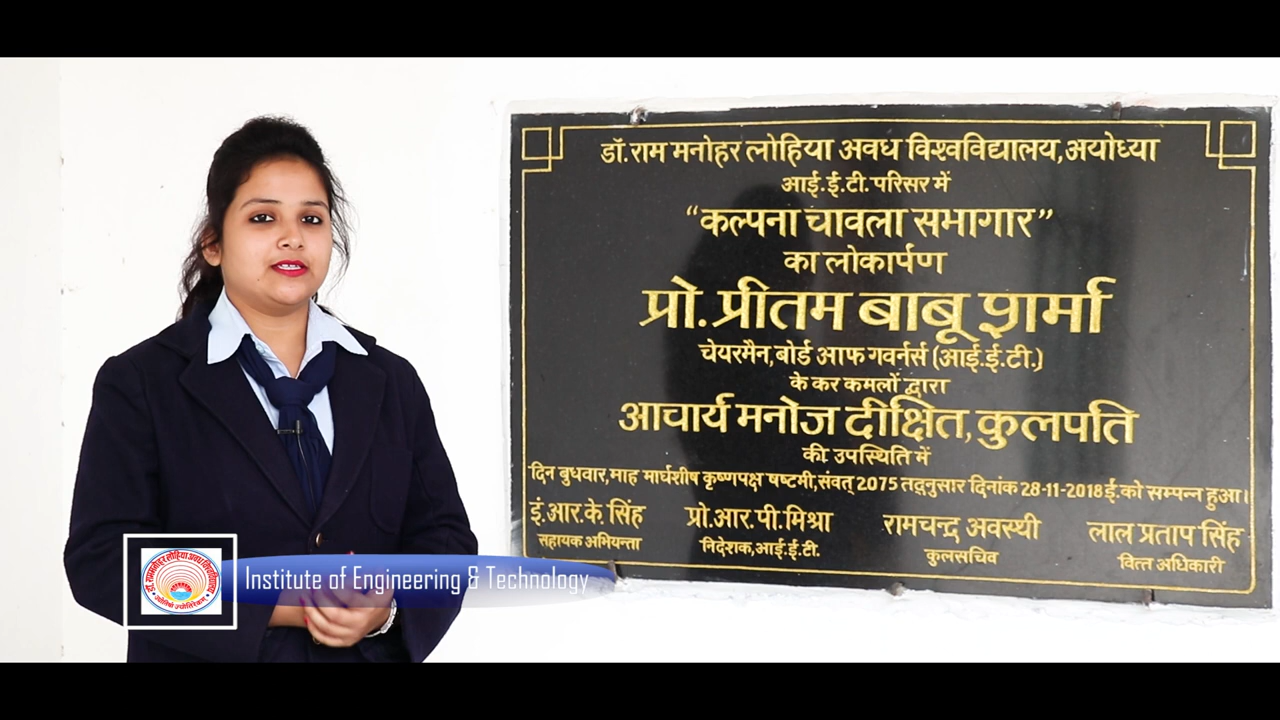 डॉ. राम मनोहर लोहिया अवध विश्वविद्यालय, अयोध्या
आई.ई.टी. परिसर में
“कल्पना चावला सभागार”
का लोकार्पण
प्रो. प्रीतम बाबू शर्मा
चेयरमैन, बोर्ड आफ गवर्नर्स (आई.ई.टी.)
के कर कमलों द्वारा
आचार्य मनोज दीक्षित, कुलपति
की उपस्थिति में
दिन बुधवार, माह मार्घशीष कृष्णपक्ष षष्टमी, संवत् 2075 तद्नुसार दिनांक 28-11-2018 ई. को सम्पन्न हुआ।
इं. आर. के. सिंह प्रो. आर. पी. मिश्रा रामचन्द्र अवस्थी लाल प्रताप सिंह
सहायक अभियन्ता निदेशक, आई.ई.टी. कुलसचिव वित्त अधिकारी
Institute of Engineering & Technology